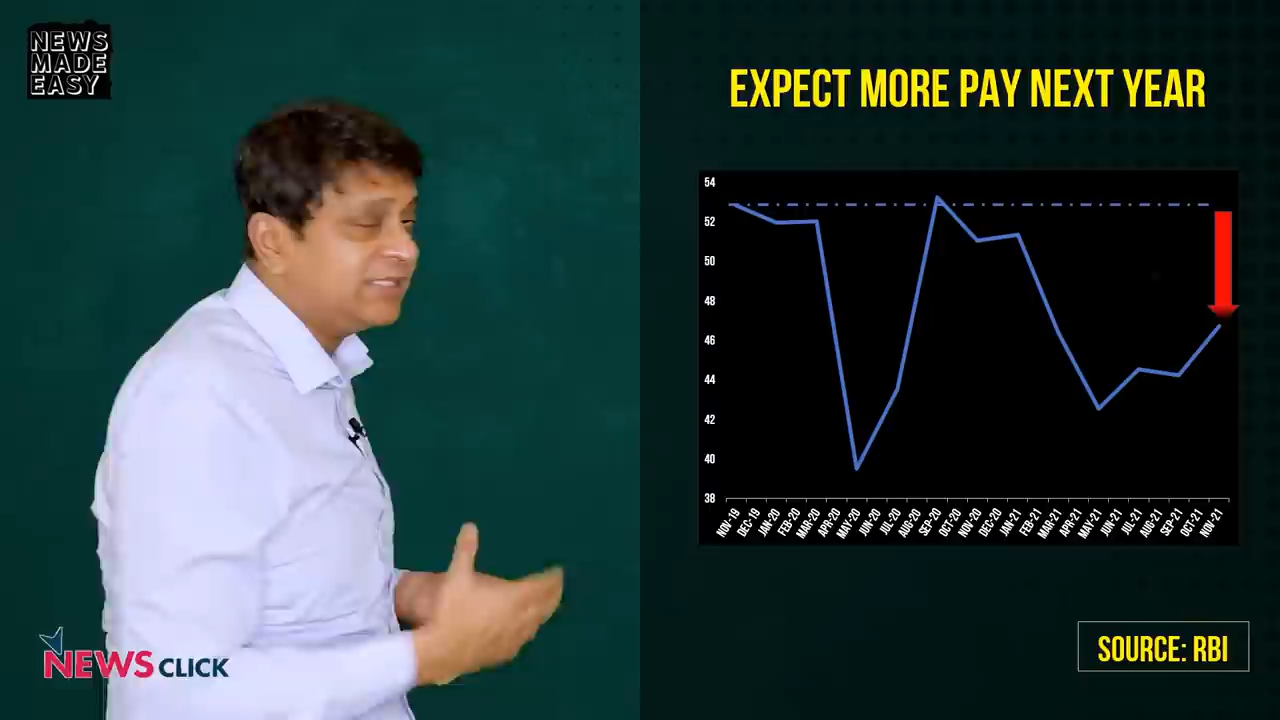 NEWS
MADE
EASY
NEWSCLICK
EXPECT MORE PAY NEXT YEAR
54
52
50
48
46
44
42
40
38
NOV-19
DEC-19
JAN-20
FEB-20
MAR-20
APR-20
MAY-20
JUN-20
JUL-20
AUG-20
SEP-20
OCT-20
NOV-20
DEC-20
JAN-21
FEB-21
MAR-21
APR-21
MAY-21
JUN-21
JUL-21
AUG-21
SEP-21
OCT-21
NOV-21
SOURCE: RBI